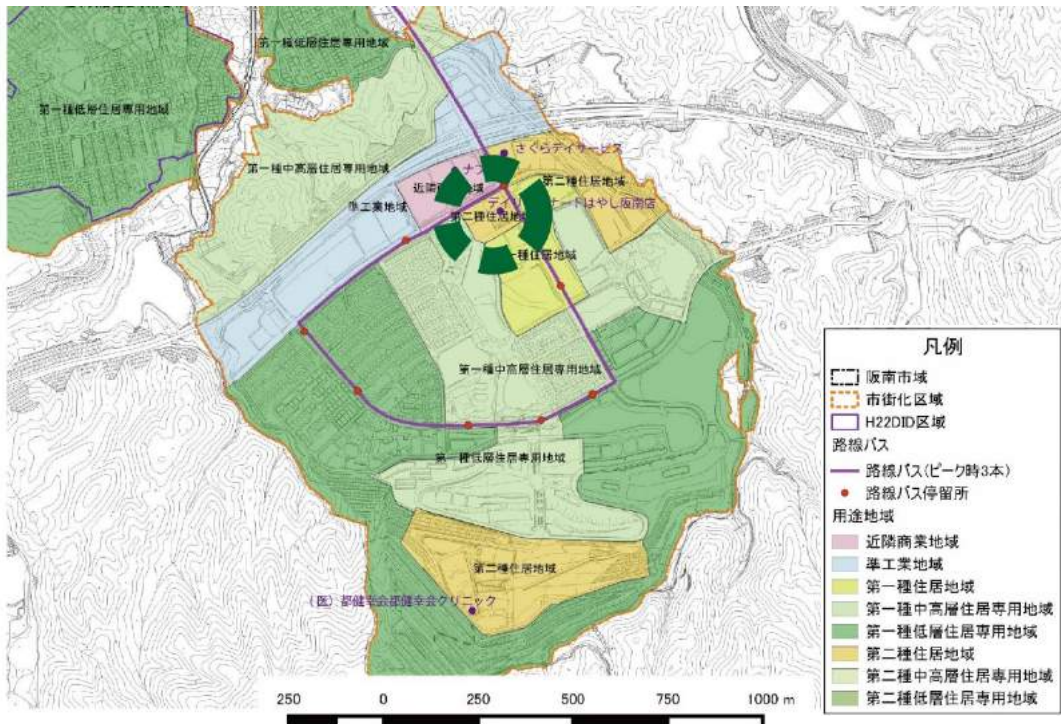 第一種低層住居専用地域
第一種低層住居専用地域
第一種中高層住居専用地域
さくらデイサービス
ナフ
近隣商 地域
第二種住居地域
準工業地域
第二種住居地域
デイリ ナードはやし阪南店
一種住居地域
第一種中高層住居専用地域
第一種低層住居専用地域
第二種住居地域
(医)都健幸会都健幸会クリニック
凡例
阪南市域
市街化区域
H22DID区域
路線バス
路線バス(ピーク時3本)
路線バス停留所
用途地域
近隣商業地域
準工業地域
第一種住居地域
第一種中高層住居専用地域
第一種低層住居専用地域
第二種住居地域
第二種中高層住居専用地域
第二種低層住居専用地域
250 0 250 500 750 1000 m